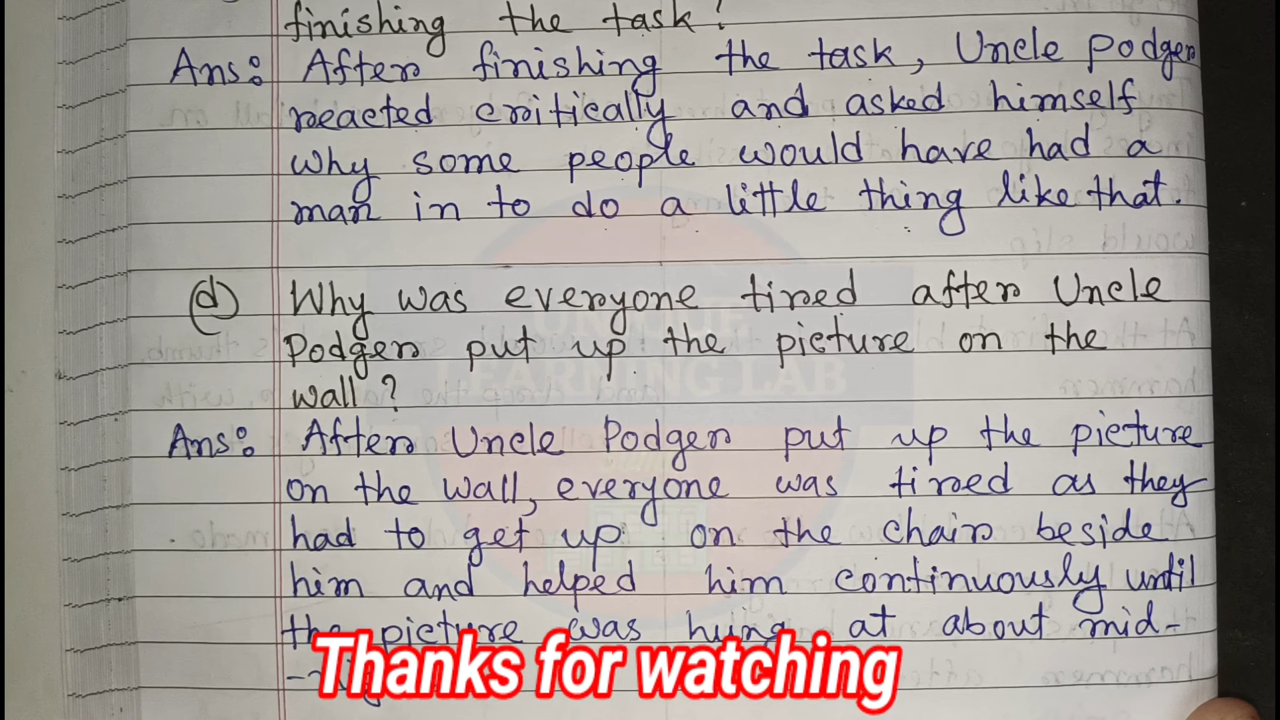 finishing the task?
Ans: After finishing the task, Uncle Podger
reacted critically and asked himself
why some people would have had a
man in to do a little thing like that.
(d) Why was everyone tired after Uncle
Podger put up the picture on the
wall?
Ans: After Uncle Podger put up the picture
on the wall, everyone was tired as they
had to get up on the chair beside
him and helped him continuously until
the picture was hung at about mid-
Thanks for watching
UNIQUE
LEARNING LAB